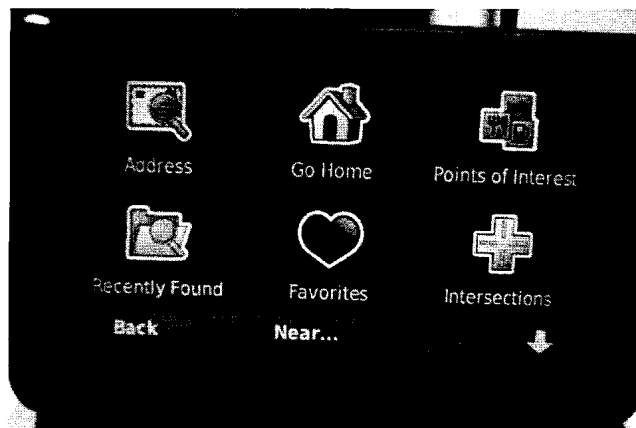 Address Go Home Points of Interest
Recently Found Favorites Intersections
Back Near...